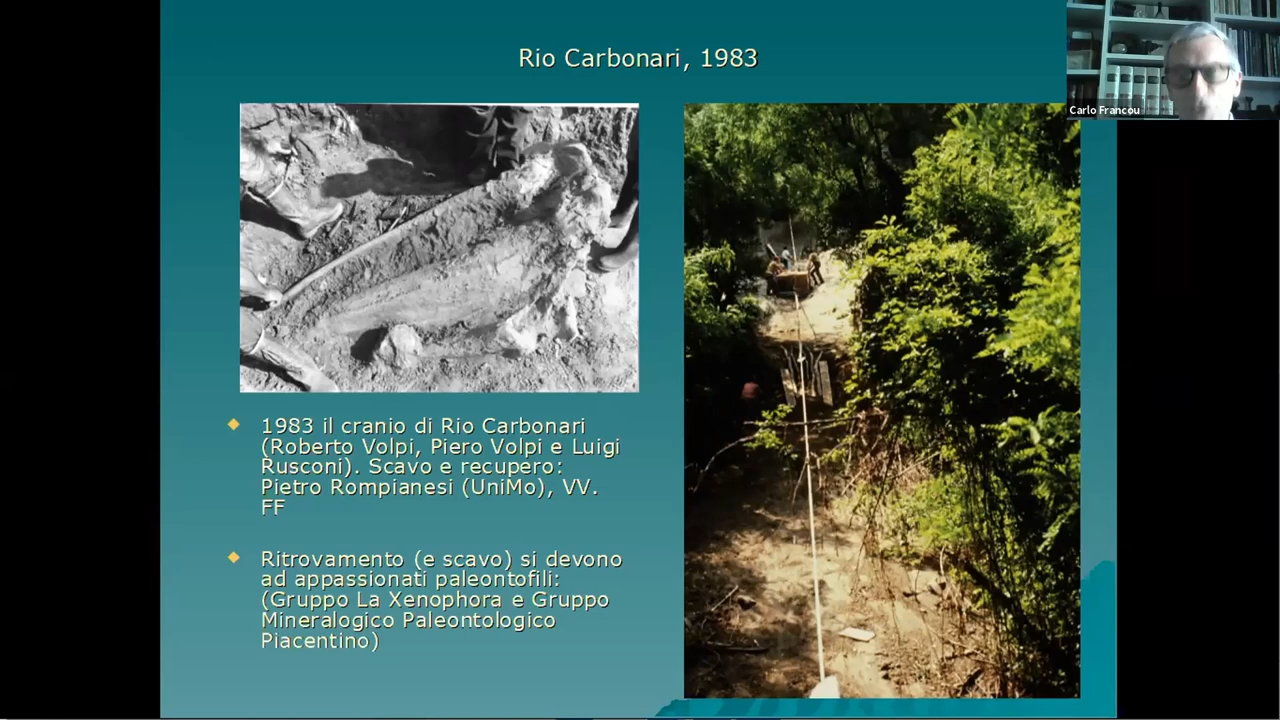 Rio Carbonari, 1983
Carlo Francou
1983 il cranio di Rio Carbonari
(Roberto Volpi, Piero Volpi e Luigi
Rusconi). Scavo e recupero:
Pietro Rompianesi (UniMo), VV.
FF
Ritrovamento (e scavo) si devono
ad appassionati paleontofili:
(Gruppo La Xenophora e Gruppo
Mineralogico Paleontologico
Piacentino)